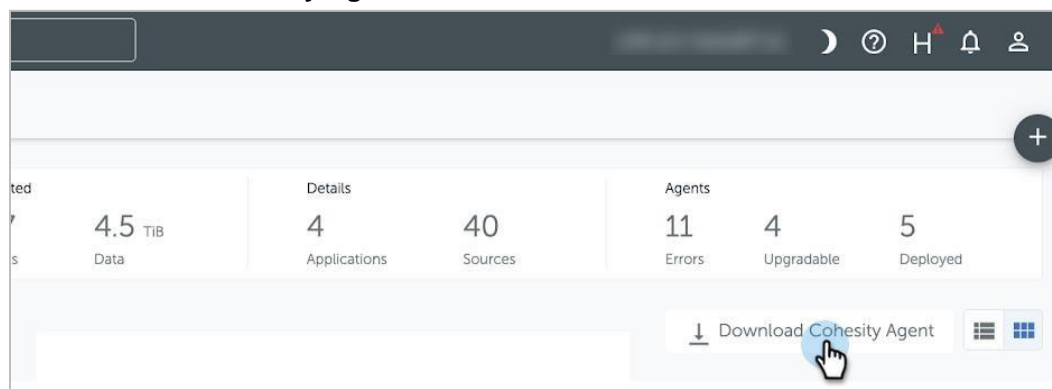 H
ted Details Agents
4.5 TiB 4 40 11 4 5
s Data Applications Sources Errors Upgradable Deployed
Download Cohesity Agent